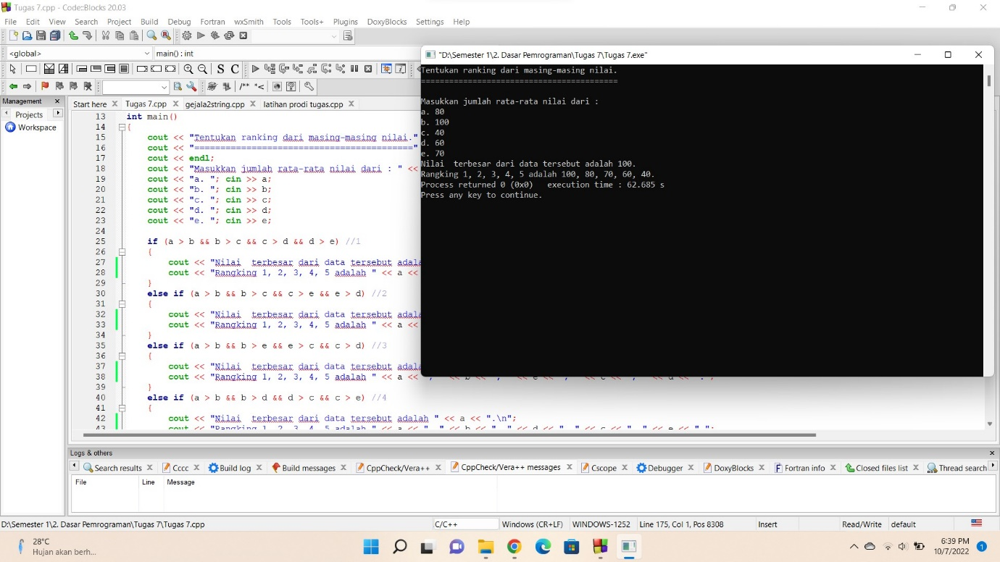 Tugas 7.cpp - Code::Blocks 20.03
File Edit View Search Project Build Debug Fortran wxSmith Tools Tools+ Plugins DoxyBlocks Settings Help
<global> main() : int
S C
/** *<
Management
Projects
Workspace
Start here Tugas 7.cpp gejala2string.cpp latihan prodi tugas.cpp
13 int main()
14 {
15 cout << "Tentukan ranking dari masing-masing nilai."
16 cout << "=========================================="
17 cout << endl;
18 cout << "Masukkan jumlah rata-rata nilai dari : " <<
19 cout << "a. "; cin >> a;
20 cout << "b. "; cin >> b;
21 cout << "c. "; cin >> c;
22 cout << "d. "; cin >> d;
23 cout << "e. "; cin >> e;
24
25 if (a > b && b > c && c > d && d > e) //1
26 {
27 cout << "Nilai  terbesar dari data tersebut adala
28 cout << "Rangking 1, 2, 3, 4, 5 adalah " << a <<
29 }
30 else if (a > b && b > c && c > e && e > d) //2
31 {
32 cout << "Nilai  terbesar dari data tersebut adala
33 cout << "Rangking 1, 2, 3, 4, 5 adalah " << a <<
34 }
35 else if (a > b && b > e && e > c && c > d) //3
36 {
37 cout << "Nilai  terbesar dari data tersebut adala
38 cout << "Rangking 1, 2, 3, 4, 5 adalah " << a <<
39 }
40 else if (a > b && b > d && d > c && c > e) //4
41 {
42 cout << "Nilai  terbesar dari data tersebut adalah " << a << ".\n";
43 cout << "Rangking 1, 2, 3, 4, 5 adalah " << a << ", " << b << ", " << d << ", " << c << ", " << e << ".";
"D:\Semester 1\2. Dasar Pemrograman\Tugas 7\Tugas 7.exe"
Tentukan ranking dari masing-masing nilai.
==========================================
Masukkan jumlah rata-rata nilai dari :
a. 80
b. 100
c. 40
d. 60
e. 70
Nilai  terbesar dari data tersebut adalah 100.
Rangking 1, 2, 3, 4, 5 adalah 100, 80, 70, 60, 40.
Process returned 0 (0x0)   execution time : 62.685 s
Press any key to continue.
Logs & others
Search results Cccc Build log Build messages CppCheck/Vera++ CppCheck/Vera++ messages Cscope Debugger DoxyBlocks Fortran info Closed files list Thread search
File Line Message
D:\Semester 1\2. Dasar Pemrograman\Tugas 7\Tugas 7.cpp C/C++ Windows (CR+LF) WINDOWS-1252 Line 175, Col 1, Pos 8308 Insert Read/Write default
28°C
Hujan akan berh...
6:39 PM
10/7/2022
1